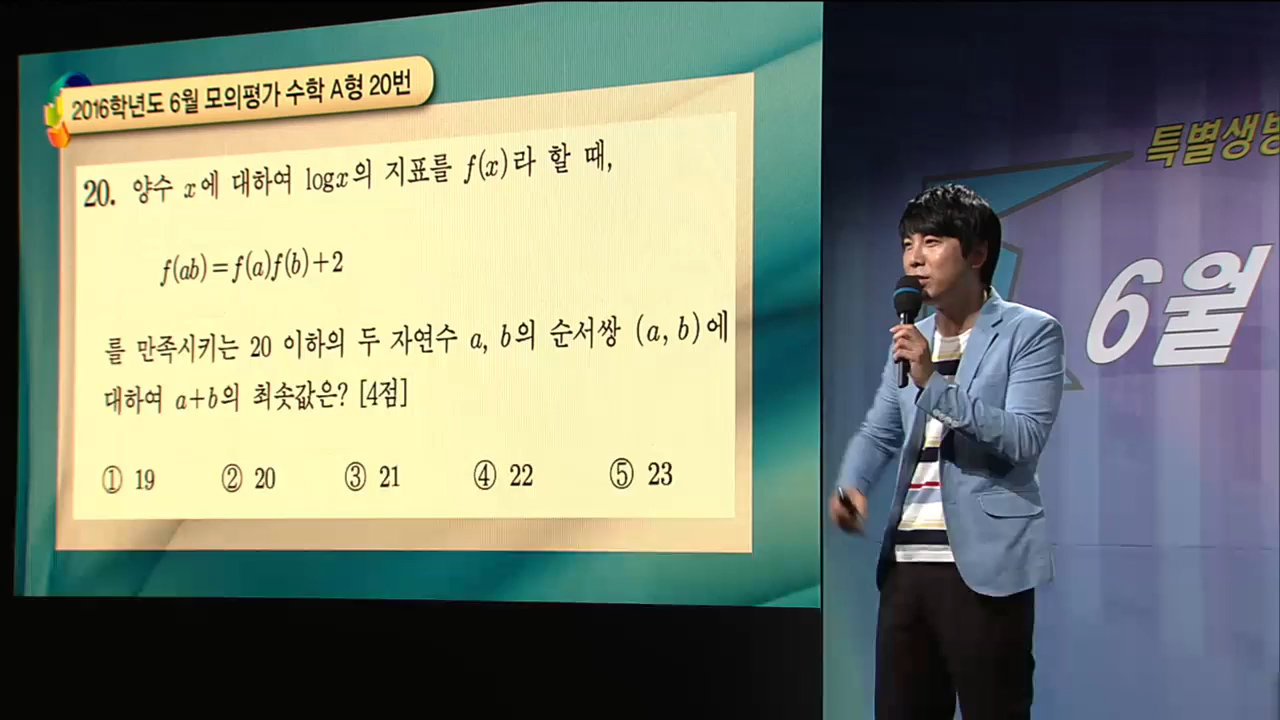 2016학년도 6월 모의평가 수학 A형 20번
20. 양수 x에 대하여 logx의 지표를 f(x)라 할 때,
f(ab)=f(a)f(b)+2
를 만족시키는 20 이하의 두 자연수 a, b의 순서쌍 (a, b)에
대하여 a+b의 최솟값은? [4점]
① 19 ② 20 ③ 21 ④ 22 ⑤ 23
특별생방
6월